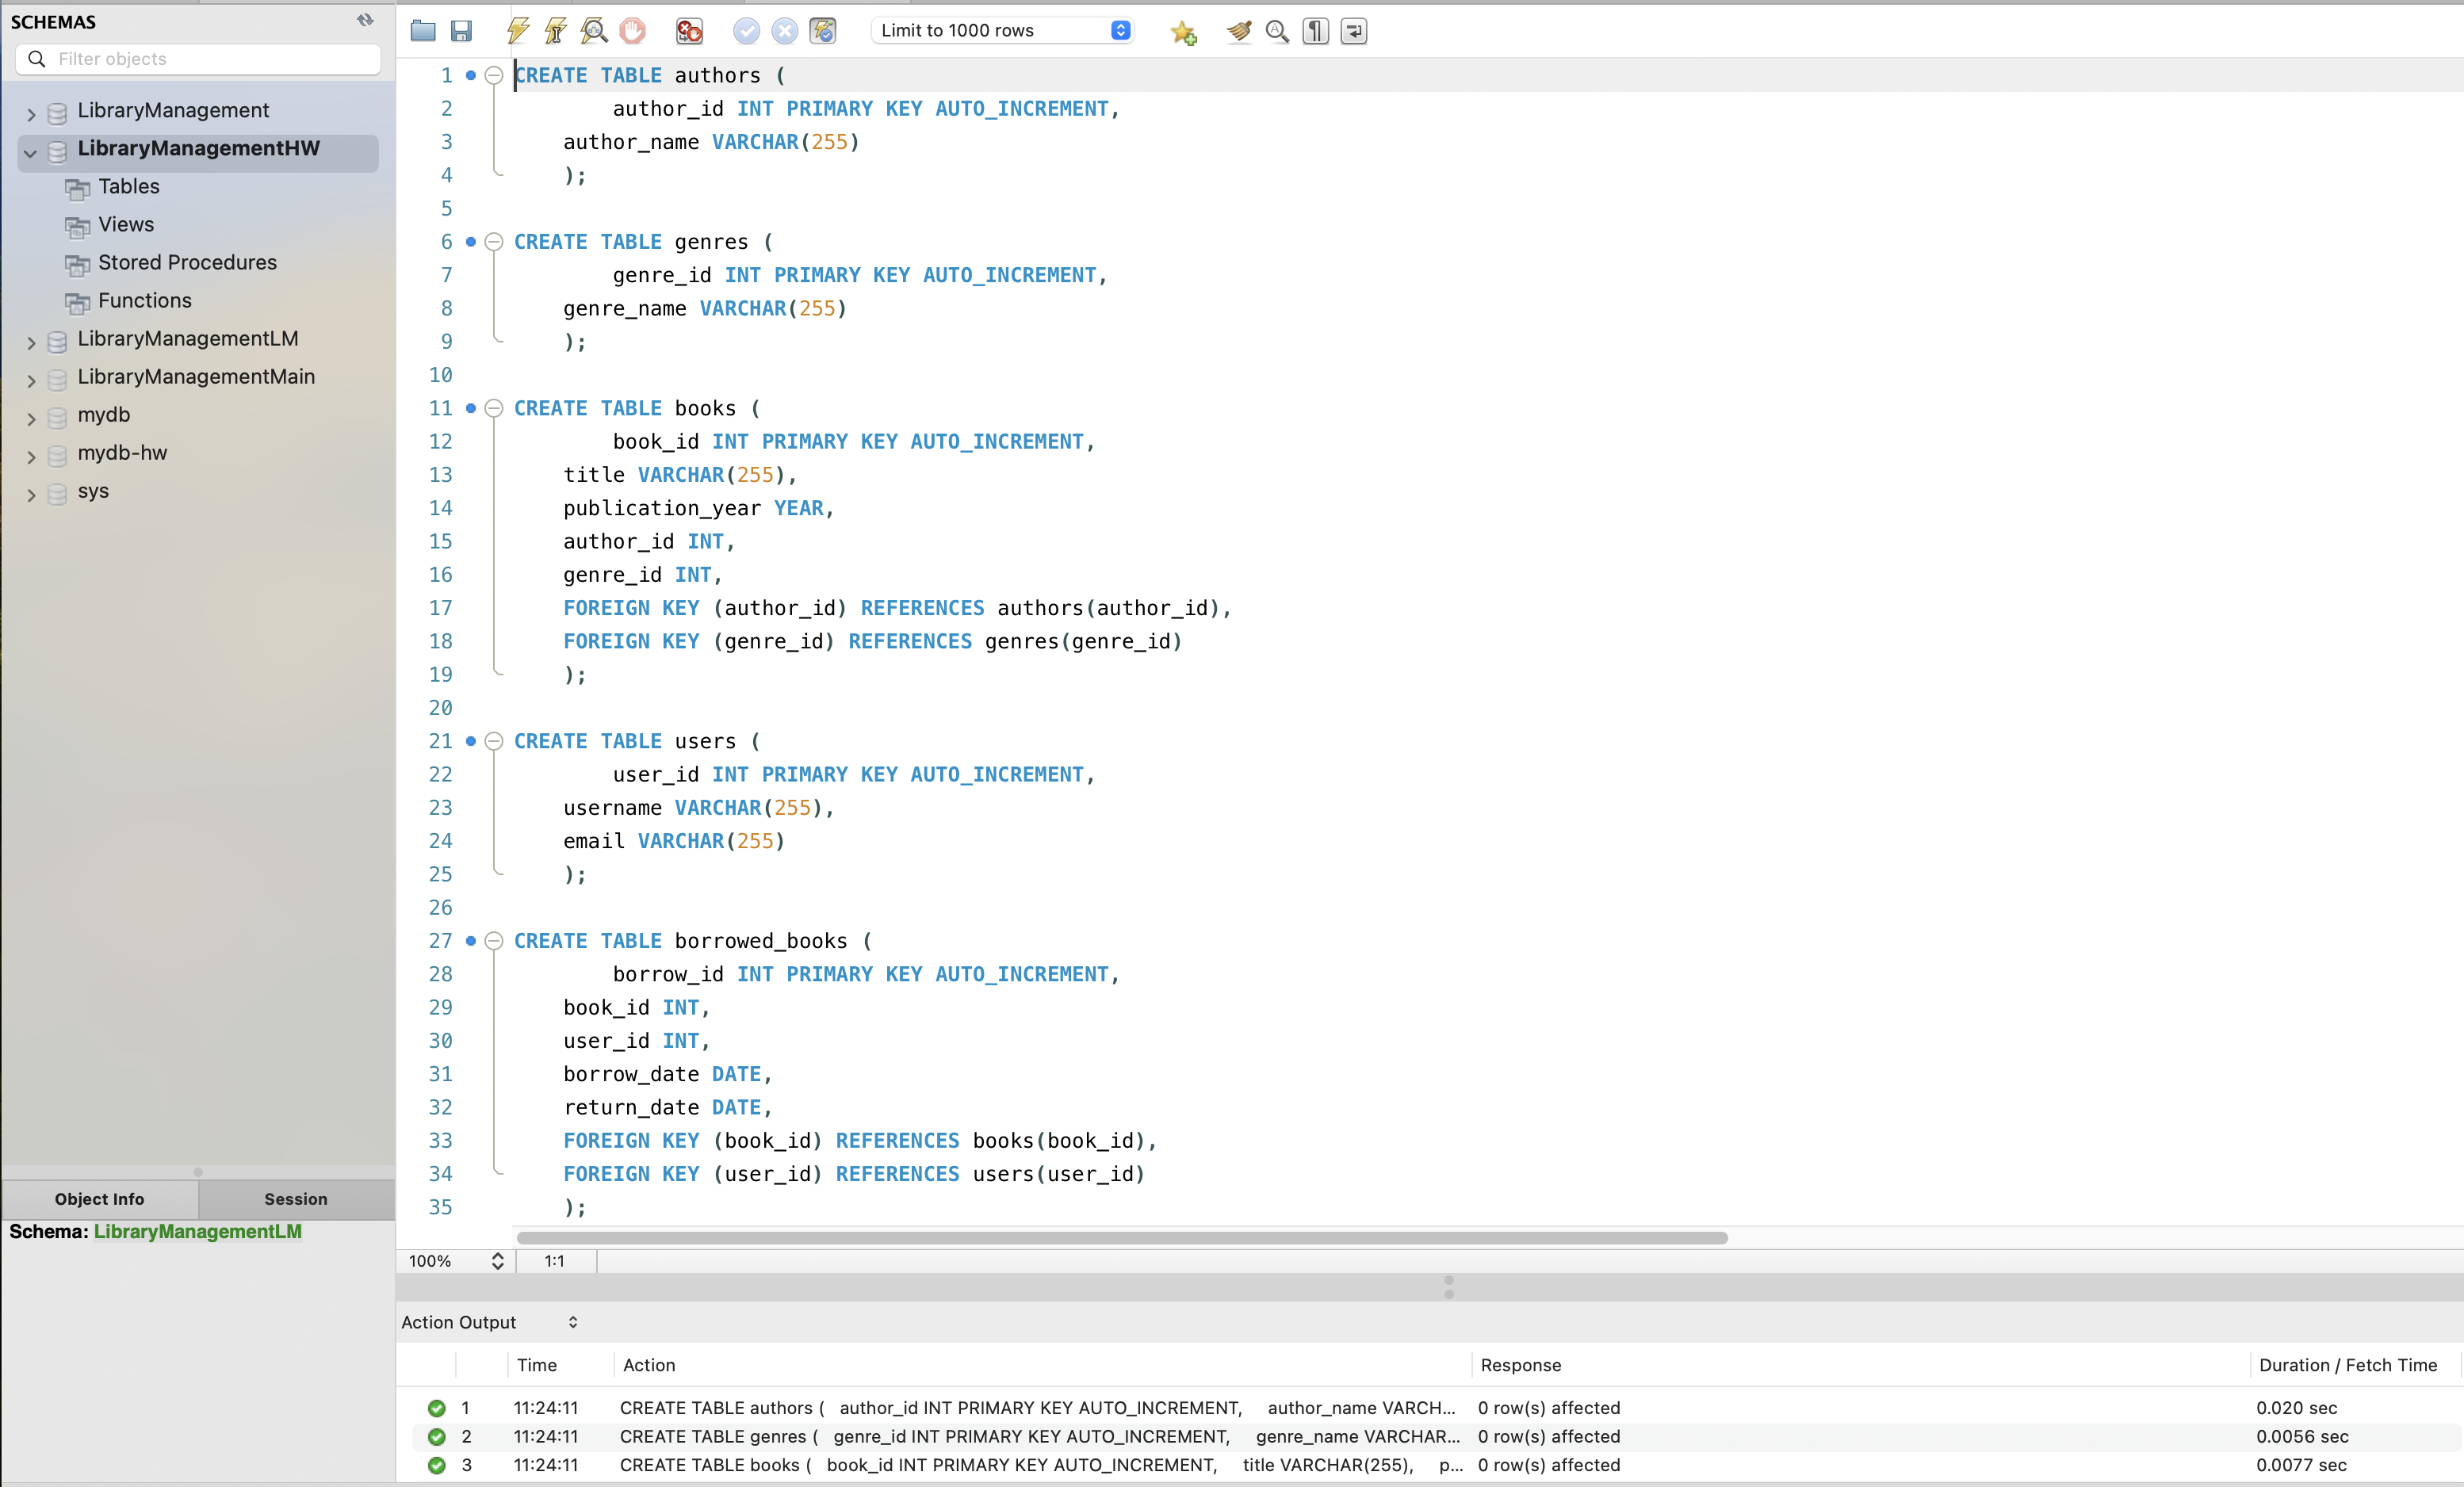 SCHEMAS
Filter objects
LibraryManagement
LibraryManagementHW
Tables
Views
Stored Procedures
Functions
LibraryManagementLM
LibraryManagementMain
mydb
mydb-hw
sys
Object Info
Session
Schema: LibraryManagementLM
Limit to 1000 rows
1 CREATE TABLE authors (
2 author_id INT PRIMARY KEY AUTO_INCREMENT,
3 author_name VARCHAR(255)
4 );
5
6 CREATE TABLE genres (
7 genre_id INT PRIMARY KEY AUTO_INCREMENT,
8 genre_name VARCHAR(255)
9 );
10
11 CREATE TABLE books (
12 book_id INT PRIMARY KEY AUTO_INCREMENT,
13 title VARCHAR(255),
14 publication_year YEAR,
15 author_id INT,
16 genre_id INT,
17 FOREIGN KEY (author_id) REFERENCES authors(author_id),
18 FOREIGN KEY (genre_id) REFERENCES genres(genre_id)
19 );
20
21 CREATE TABLE users (
22 user_id INT PRIMARY KEY AUTO_INCREMENT,
23 username VARCHAR(255),
24 email VARCHAR(255)
25 );
26
27 CREATE TABLE borrowed_books (
28 borrow_id INT PRIMARY KEY AUTO_INCREMENT,
29 book_id INT,
30 user_id INT,
31 borrow_date DATE,
32 return_date DATE,
33 FOREIGN KEY (book_id) REFERENCES books(book_id),
34 FOREIGN KEY (user_id) REFERENCES users(user_id)
35 );
100% 1:1
Action Output
Time Action Response Duration / Fetch Time
1 11:24:11 CREATE TABLE authors ( author_id INT PRIMARY KEY AUTO_INCREMENT, author_name VARCH... 0 row(s) affected 0.020 sec
2 11:24:11 CREATE TABLE genres ( genre_id INT PRIMARY KEY AUTO_INCREMENT, genre_name VARCHAR... 0 row(s) affected 0.0056 sec
3 11:24:11 CREATE TABLE books ( book_id INT PRIMARY KEY AUTO_INCREMENT, title VARCHAR(255), p... 0 row(s) affected 0.0077 sec